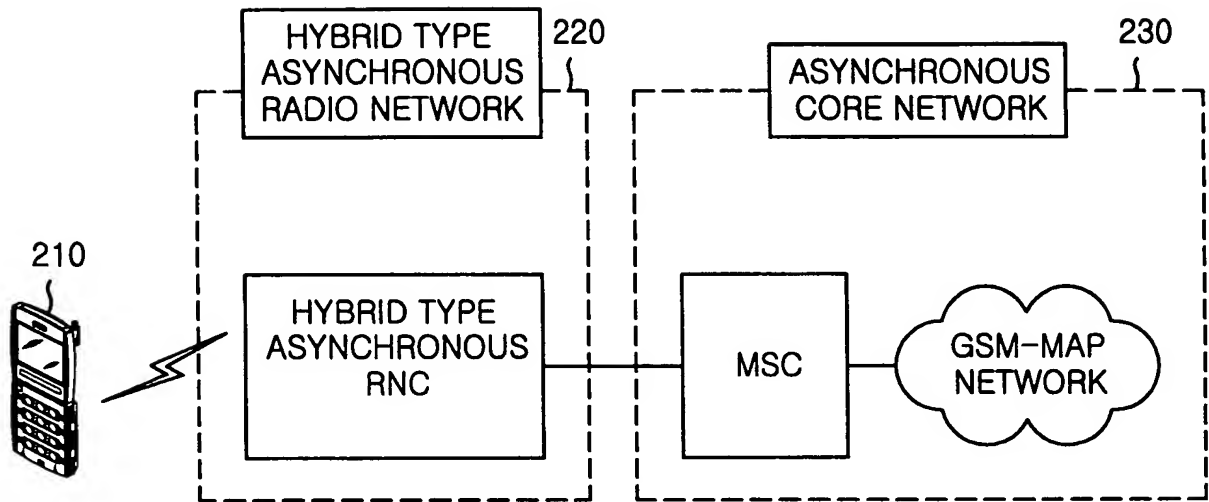 HYBRID TYPE
ASYNCHRONOUS
RADIO NETWORK
220
ASYNCHRONOUS
CORE NETWORK
230
210
HYBRID TYPE
ASYNCHRONOUS
RNC
MSC
GSM-MAP
NETWORK